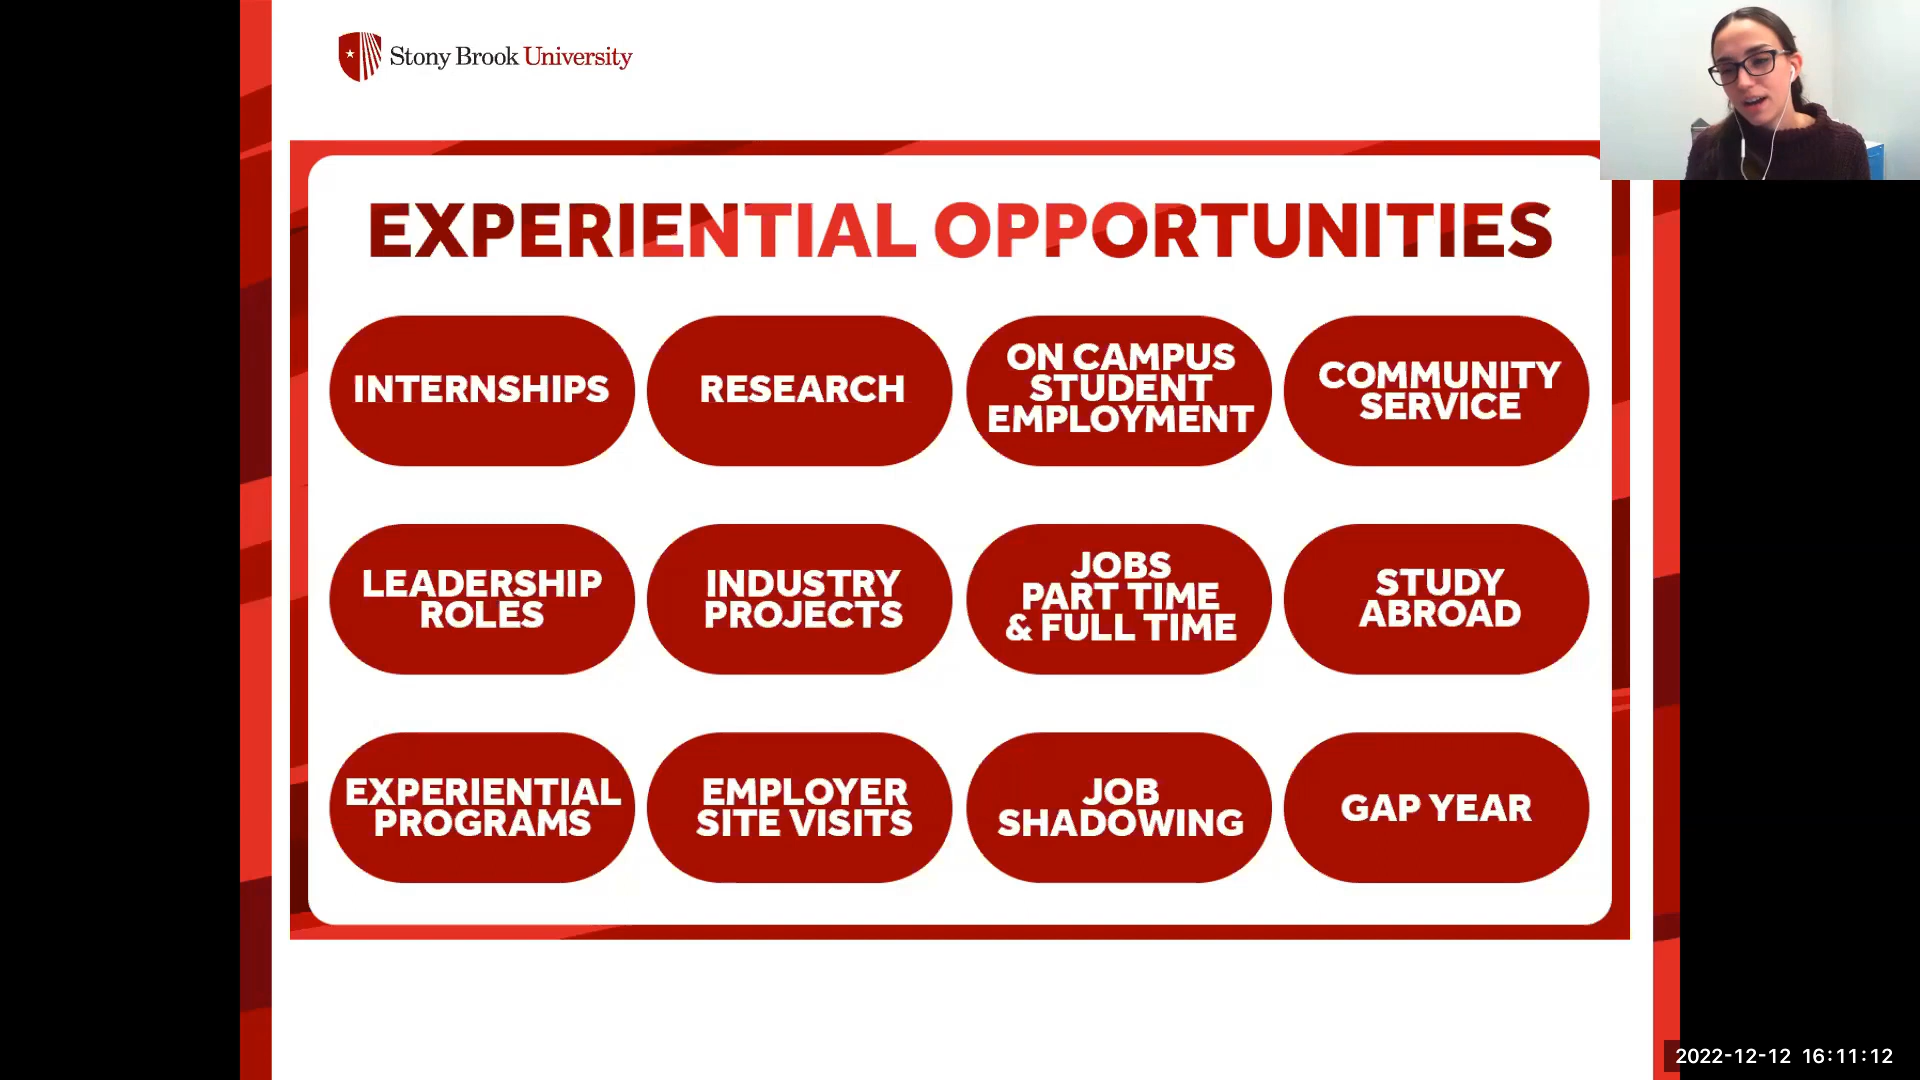 Stony Brook University
EXPERIENTIAL OPPORTUNITIES
INTERNSHIPS
RESEARCH
ON CAMPUS
STUDENT
EMPLOYMENT
COMMUNITY
SERVICE
LEADERSHIP
ROLES
INDUSTRY
PROJECTS
JOBS
PART TIME
& FULL TIME
STUDY
ABROAD
EXPERIENTIAL
PROGRAMS
EMPLOYER
SITE VISITS
JOB
SHADOWING
GAP YEAR
2022-12-12 16:11:12